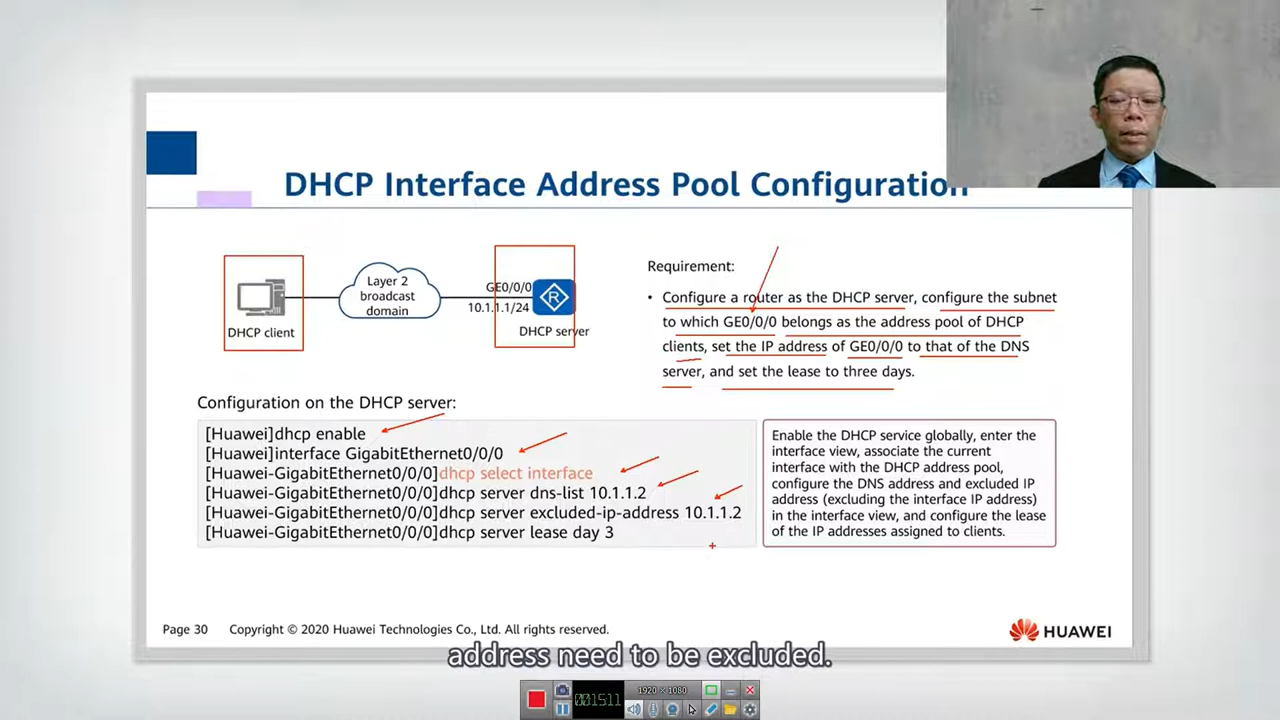 DHCP Interface Address Pool Configuration
Layer 2
broadcast
domain
GE0/0/0
10.1.1.1/24
DHCP client
DHCP server
Requirement:
• Configure a router as the DHCP server, configure the subnet
to which GE0/0/0 belongs as the address pool of DHCP
clients, set the IP address of GE0/0/0 to that of the DNS
server, and set the lease to three days.
Configuration on the DHCP server:
[Huawei]dhcp enable
[Huawei]interface GigabitEthernet0/0/0
[Huawei-GigabitEthernet0/0/0]dhcp select interface
[Huawei-GigabitEthernet0/0/0]dhcp server dns-list 10.1.1.2
[Huawei-GigabitEthernet0/0/0]dhcp server excluded-ip-address 10.1.1.2
[Huawei-GigabitEthernet0/0/0]dhcp server lease day 3
Enable the DHCP service globally, enter the
interface view, associate the current
interface with the DHCP address pool,
configure the DNS address and excluded IP
address (excluding the interface IP address)
in the interface view, and configure the lease
of the IP addresses assigned to clients.
Page 30 Copyright © 2020 Huawei Technologies Co., Ltd. All rights reserved.
HUAWEI
address need to be excluded.
1920 × 1080